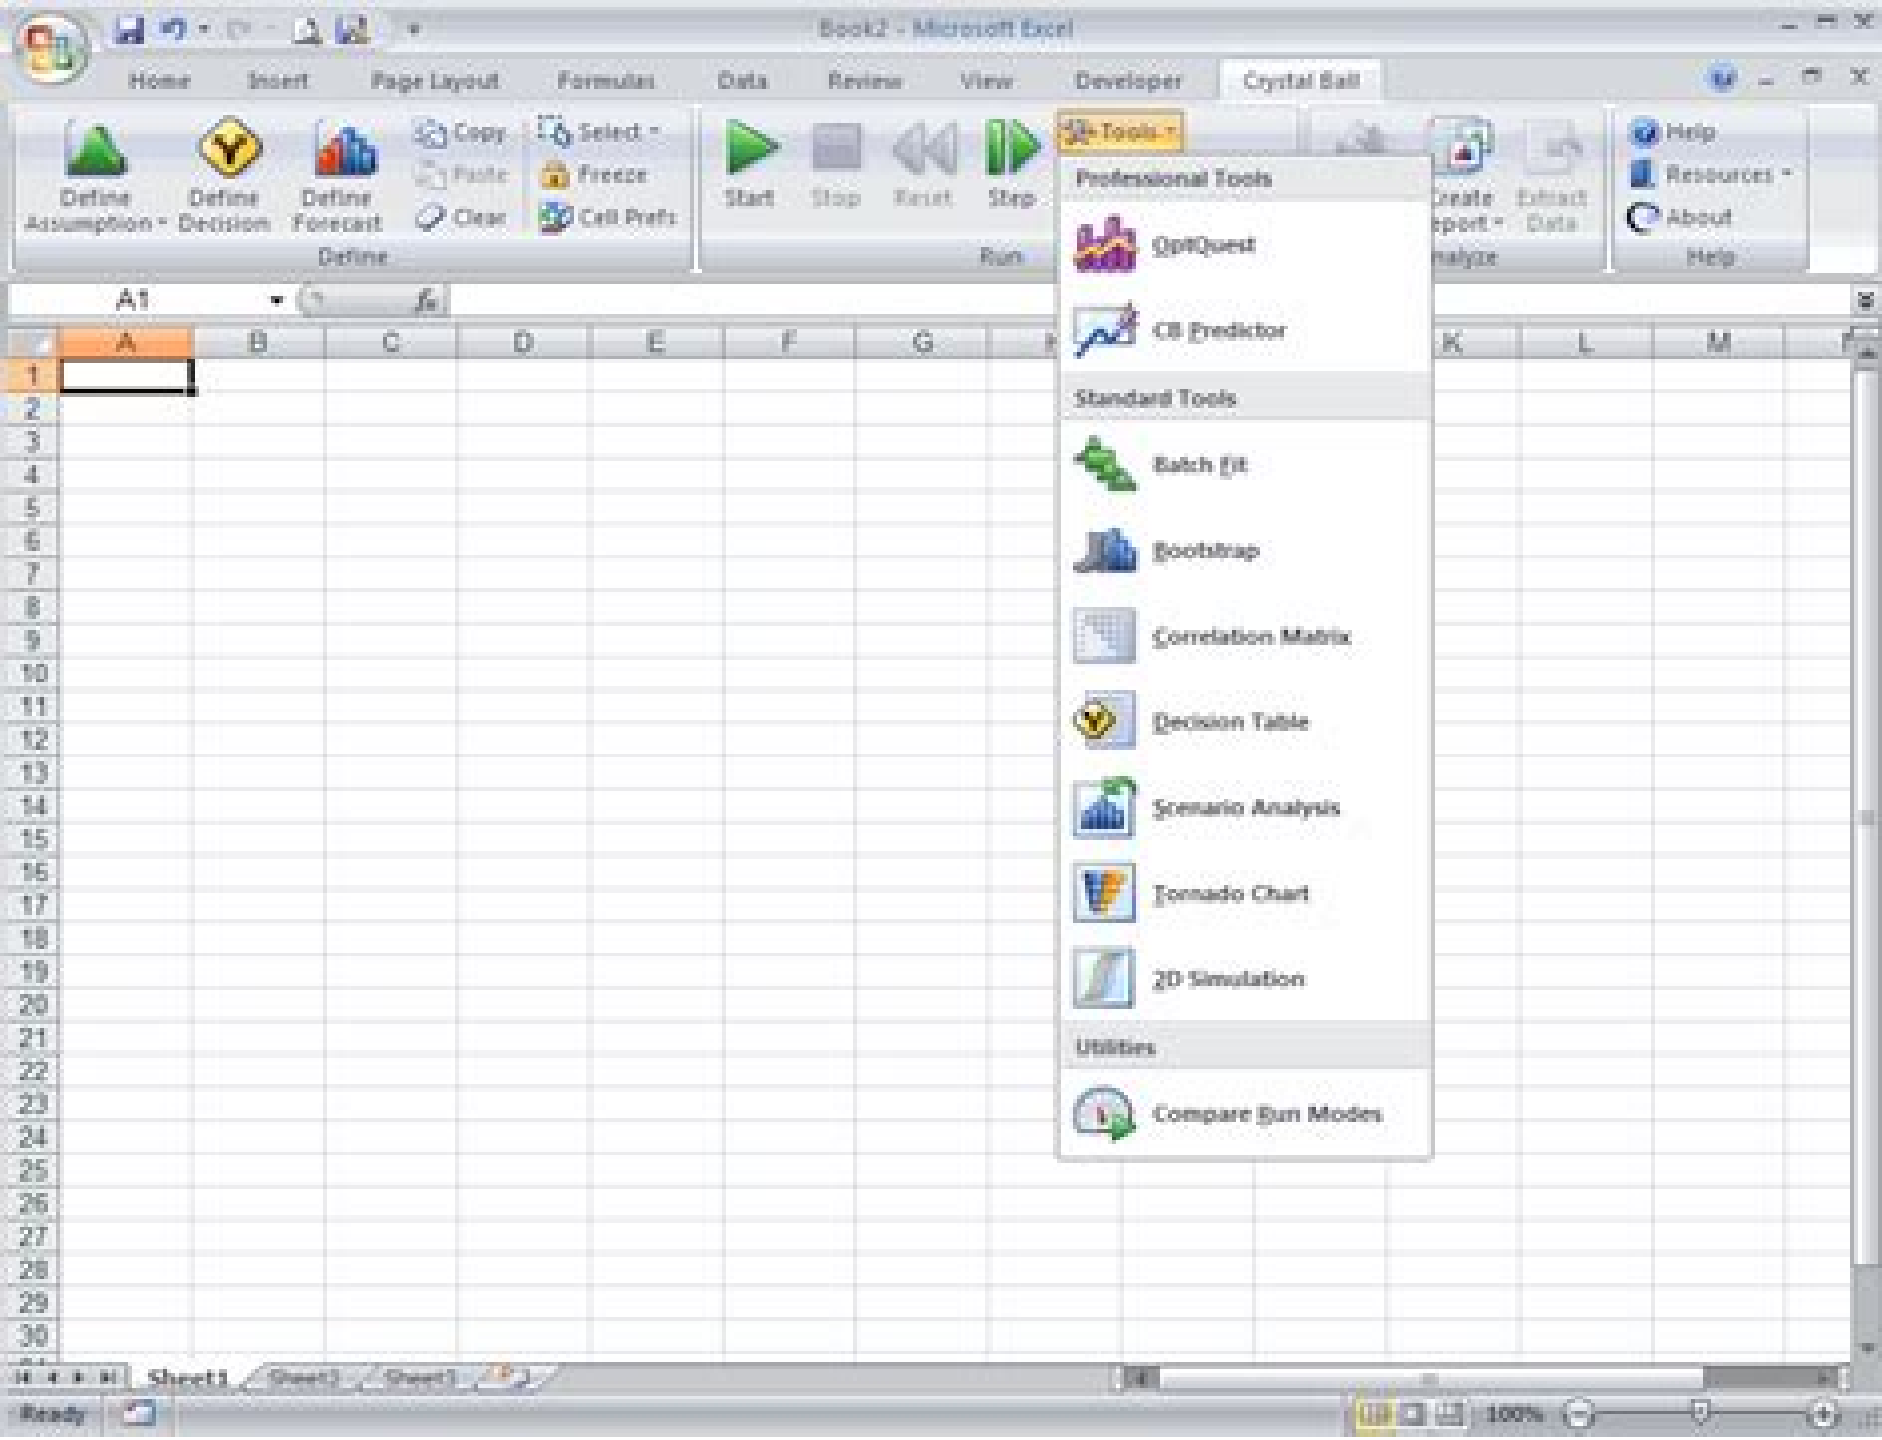 Book2 - Microsoft Excel
Home Insert Page Layout Formulas Data Review View Developer Crystal Ball
Define Assumption
Define Decision
Define Forecast
Copy
Paste
Clear
Select
Freeze
Cell Prefs
Define
Start
Stop
Reset
Step
Tools
Run
Create
port
Extract Data
nalyze
Help
Resources
About
Help
A1
fx
A B C D E F G K L M
Professional Tools
OptQuest
CB Predictor
Standard Tools
Batch Fit
Bootstrap
Correlation Matrix
Decision Table
Scenario Analysis
Tornado Chart
2D Simulation
Utilities
Compare Run Modes
1
2
3
4
5
6
7
8
9
10
11
12
13
14
15
16
17
18
19
20
21
22
23
24
25
26
27
28
29
30
Sheet1 Sheet2 Sheet3
Ready
100%